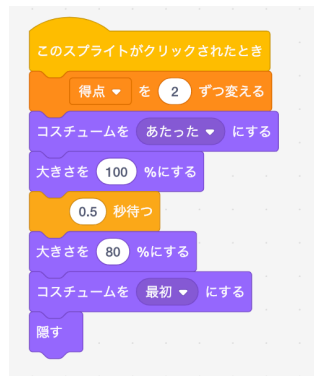 このスプライトがクリックされたとき
得点 を 2 ずつ変える
コスチュームを あたった にする
大きさを 100 %にする
0.5 秒待つ
大きさを 80 %にする
コスチュームを 最初 にする
隠す